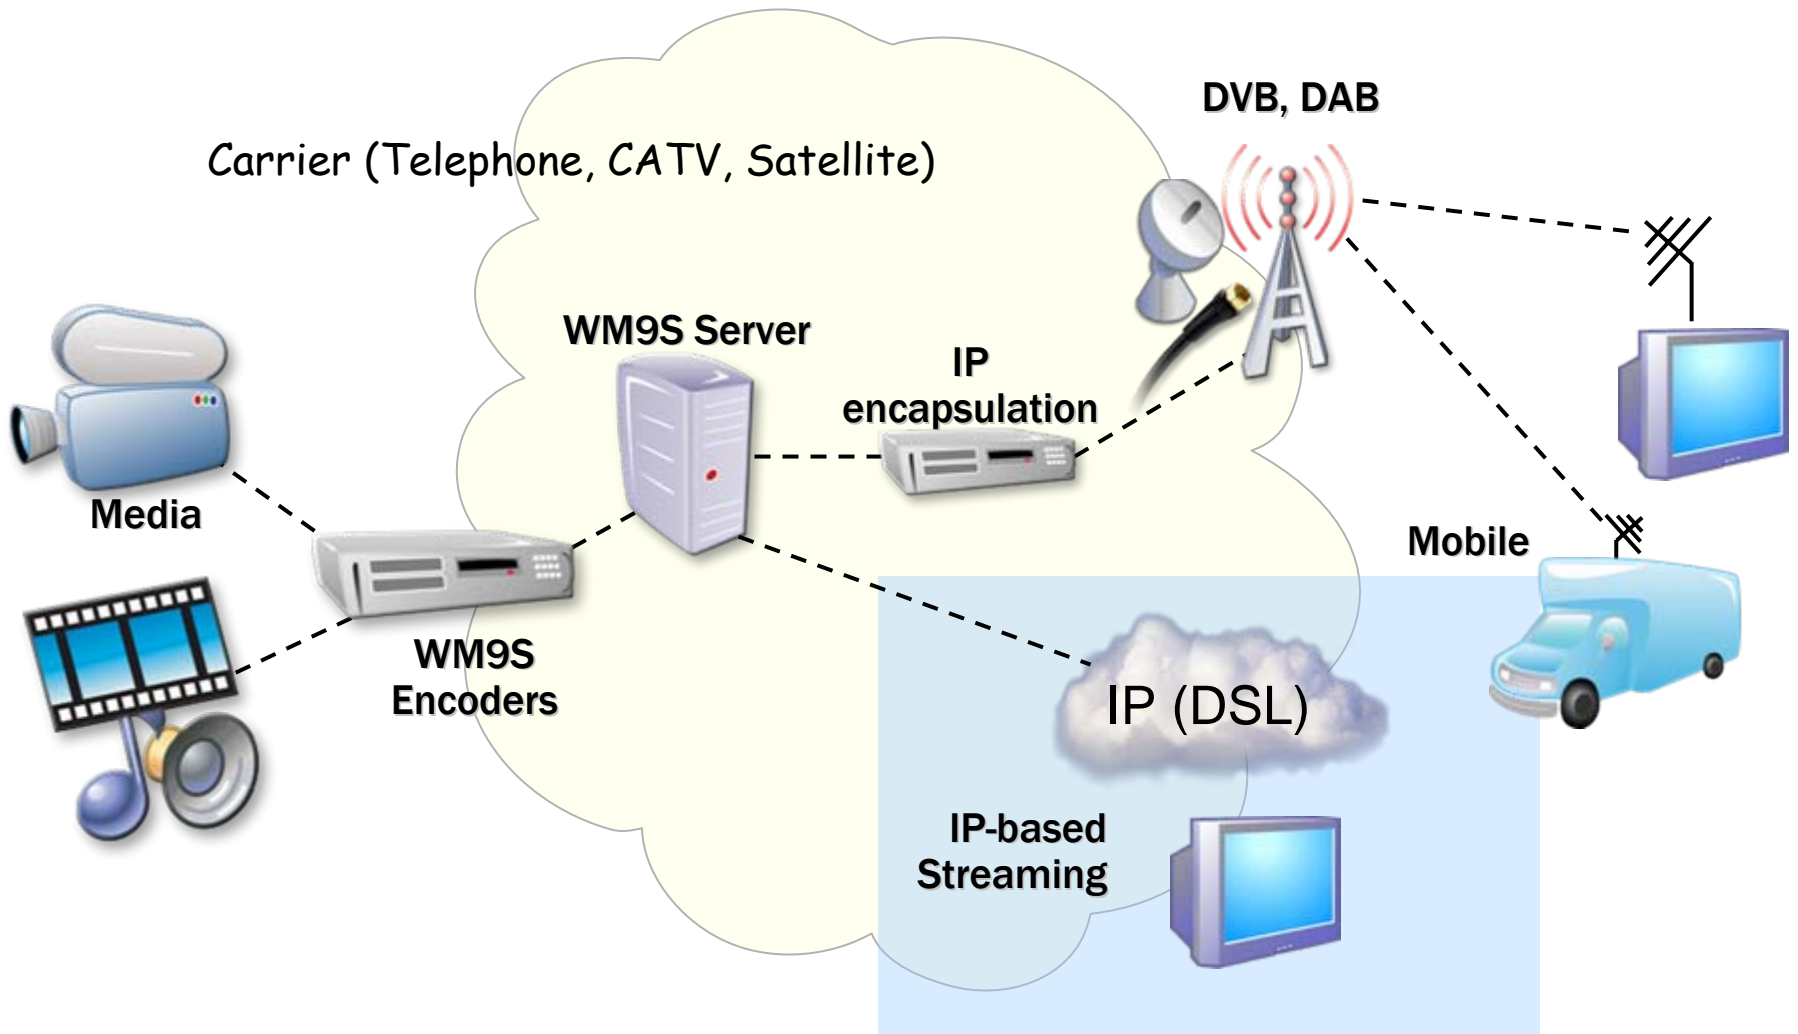 DVB, DAB
Carrier (Telephone, CATV, Satellite)
WM9S Server
IP
encapsulation
Media
Mobile
WM9S
Encoders
IP (DSL)
IP-based
Streaming